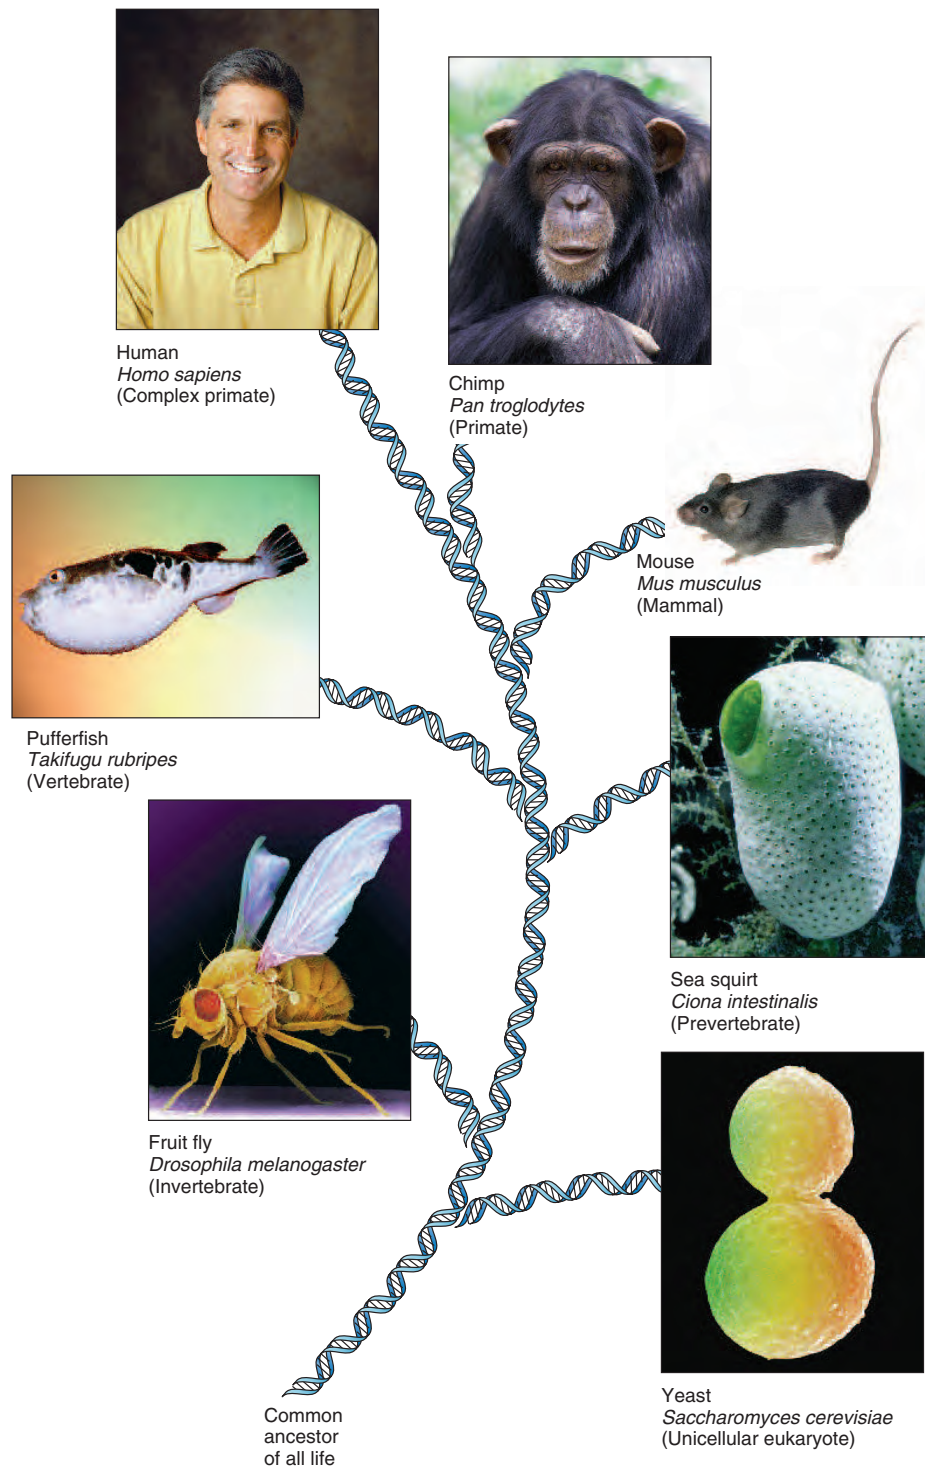 Human
Homo sapiens
(Complex primate)
Chimp
Pan troglodytes
(Primate)
Mouse
Mus musculus
(Mammal)
Pufferfish
Takifugu rubripes
(Vertebrate)
Sea squirt
Ciona intestinalis
(Prevertebrate)
Fruit fly
Drosophila melanogaster
(Invertebrate)
Yeast
Saccharomyces cerevisiae
(Unicellular eukaryote)
Common
ancestor
of all life